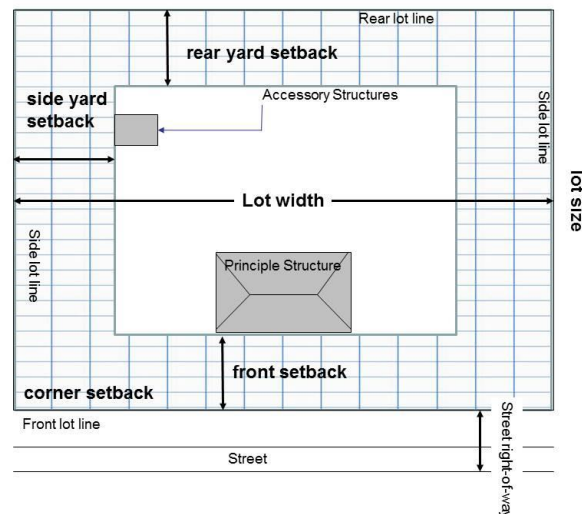 Rear lot line
rear yard setback
Accessory Structures
side yard
setback
Side lot line
Lot width
lot size
Side lot line
Principle Structure
front setback
corner setback
Front lot line
Street
Street right-of-way